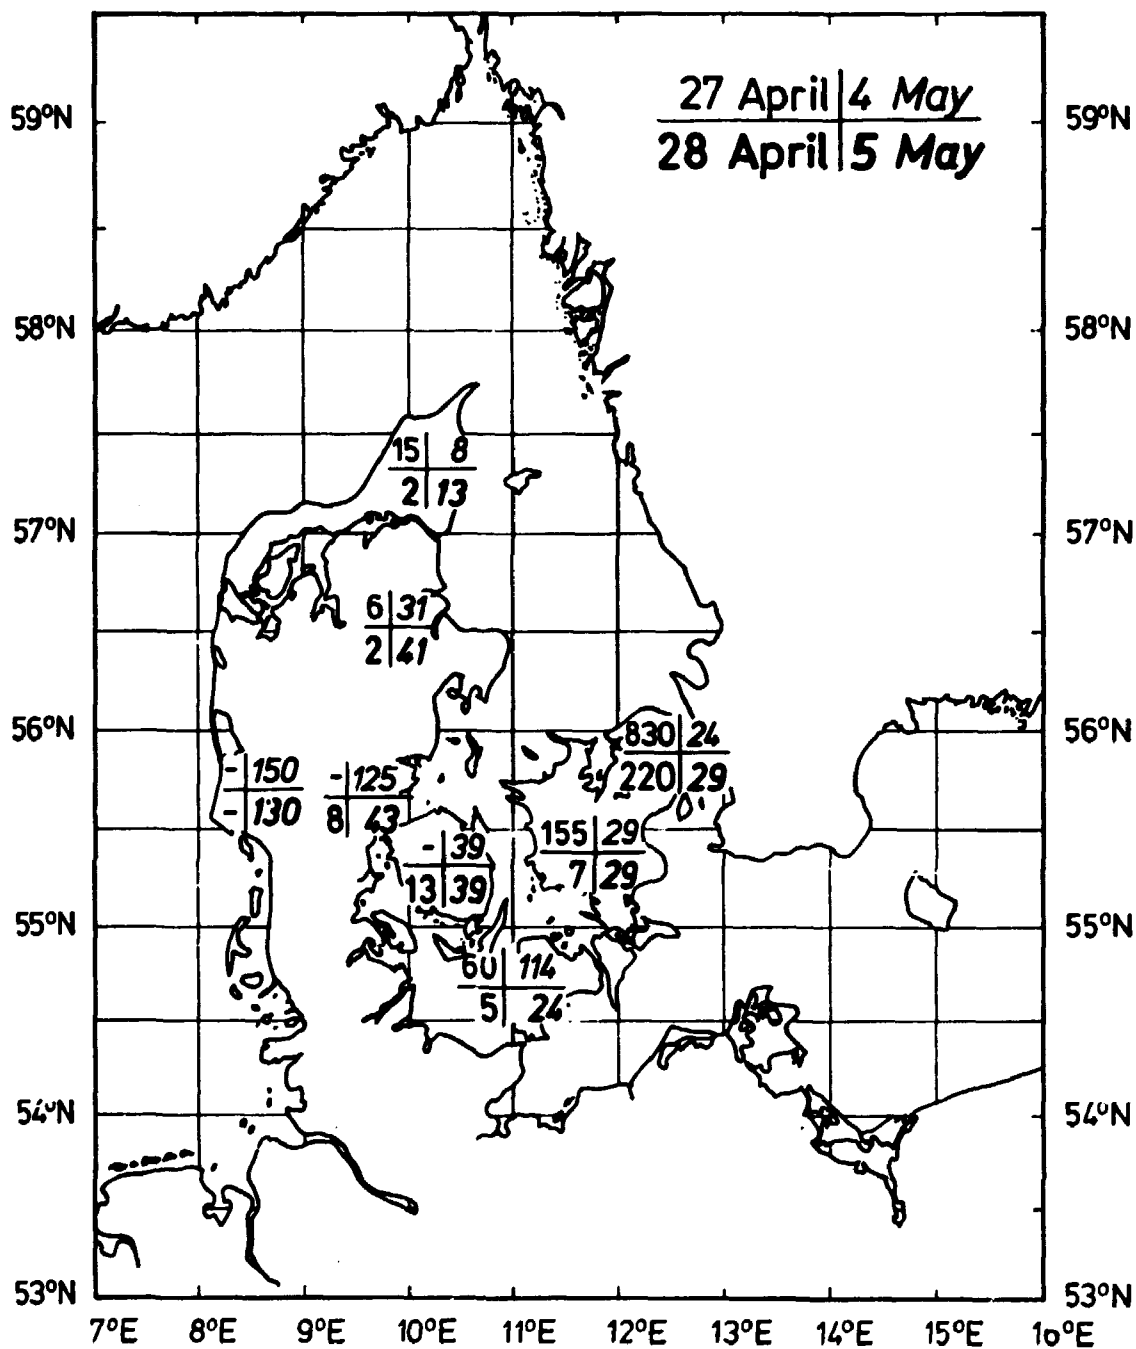 27 April 4 May
28 April 5 May
59°N 59°N
58°N 58°N
15 8
2 13
57°N 57°N
6 31
2 41
56°N 56°N
830 24
220 29
- 150
- 130
- 125
8 43
155 29
7 29
- 39
13 39
55°N 55°N
60 114
5 24
54°N 54°N
53°N 53°N
7°E 8°E 9°E 10°E 11°E 12°E 13°E 14°E 15°E 16°E